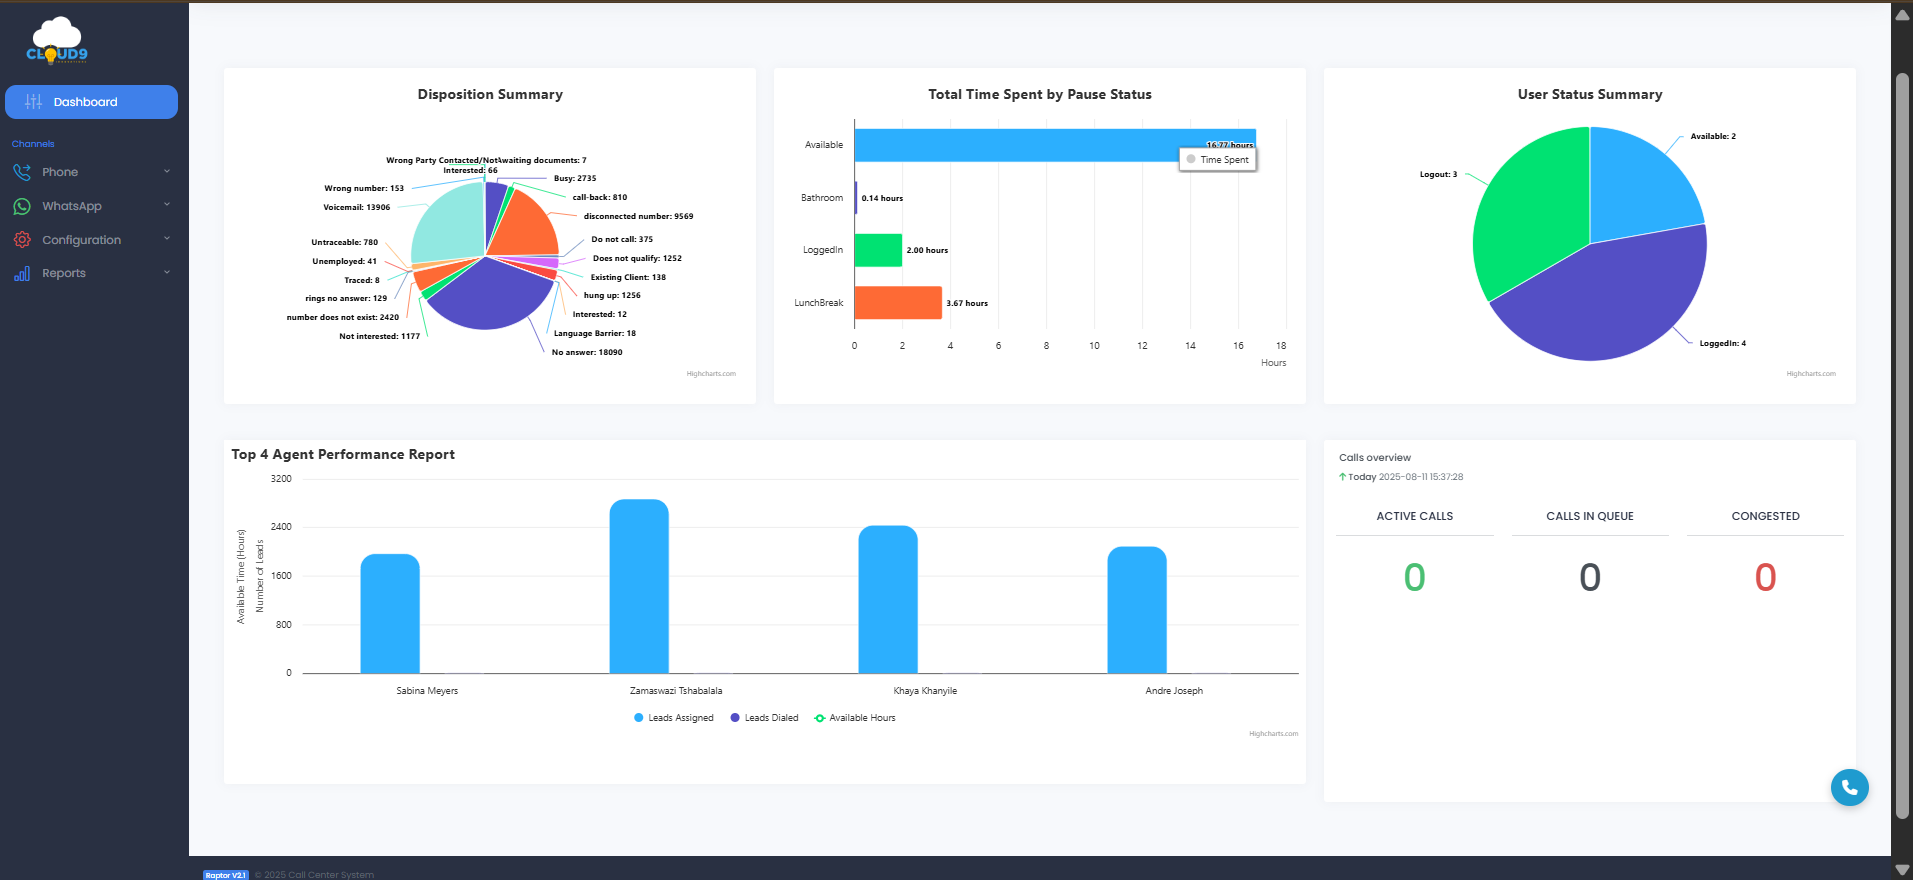 CLOUD9
Dashboard
Channels
Phone
WhatsApp
Configuration
Reports
Disposition Summary
Wrong Party Contacted/Not
Awaiting documents: 7
Interested: 66
Busy: 2735
Wrong number: 153
call-back: 810
Voicemail: 13906
disconnected number: 9569
Do not call: 375
Untraceable: 780
Does not qualify: 1252
Unemployed: 41
Existing Client: 138
Traced: 8
hung up: 1256
rings no answer: 129
Interested: 12
number does not exist: 2420
Language Barrier: 18
Not interested: 1177
No answer: 18090
Highcharts.com
Total Time Spent by Pause Status
Available
16.77 hours
Time Spent
Bathroom
0.14 hours
LoggedIn
2.00 hours
LunchBreak
3.67 hours
0 2 4 6 8 10 12 14 16 18
Hours
User Status Summary
Available: 2
Logout: 3
LoggedIn: 4
Highcharts.com
Top 4 Agent Performance Report
Available Time (Hours)
Number of Leads
3200
2400
1600
800
0
Sabina Meyers Zamaswazi Tshabalala Khaya Khanyile Andre Joseph
Leads Assigned Leads Dialed Available Hours
Highcharts.com
Calls overview
Today 2025-08-11 15:37:28
ACTIVE CALLS CALLS IN QUEUE CONGESTED
0 0 0
Raptor V2.1 © 2025 Call Center System